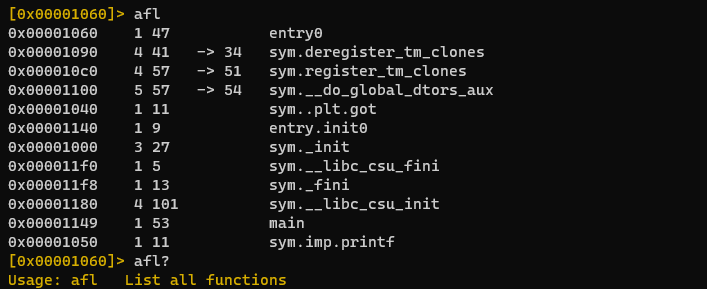 [0x00001060]> afl
0x00001060    1 47           entry0
0x00001090    4 41   -> 34   sym.deregister_tm_clones
0x000010c0    4 57   -> 51   sym.register_tm_clones
0x00001100    5 57   -> 54   sym.__do_global_dtors_aux
0x00001040    1 11           sym..plt.got
0x00001140    1 9            entry.init0
0x00001000    3 27           sym._init
0x000011f0    1 5            sym.__libc_csu_fini
0x000011f8    1 13           sym._fini
0x00001180    4 101          sym.__libc_csu_init
0x00001149    1 53           main
0x00001050    1 11           sym.imp.printf
[0x00001060]> afl?
Usage: afl   List all functions